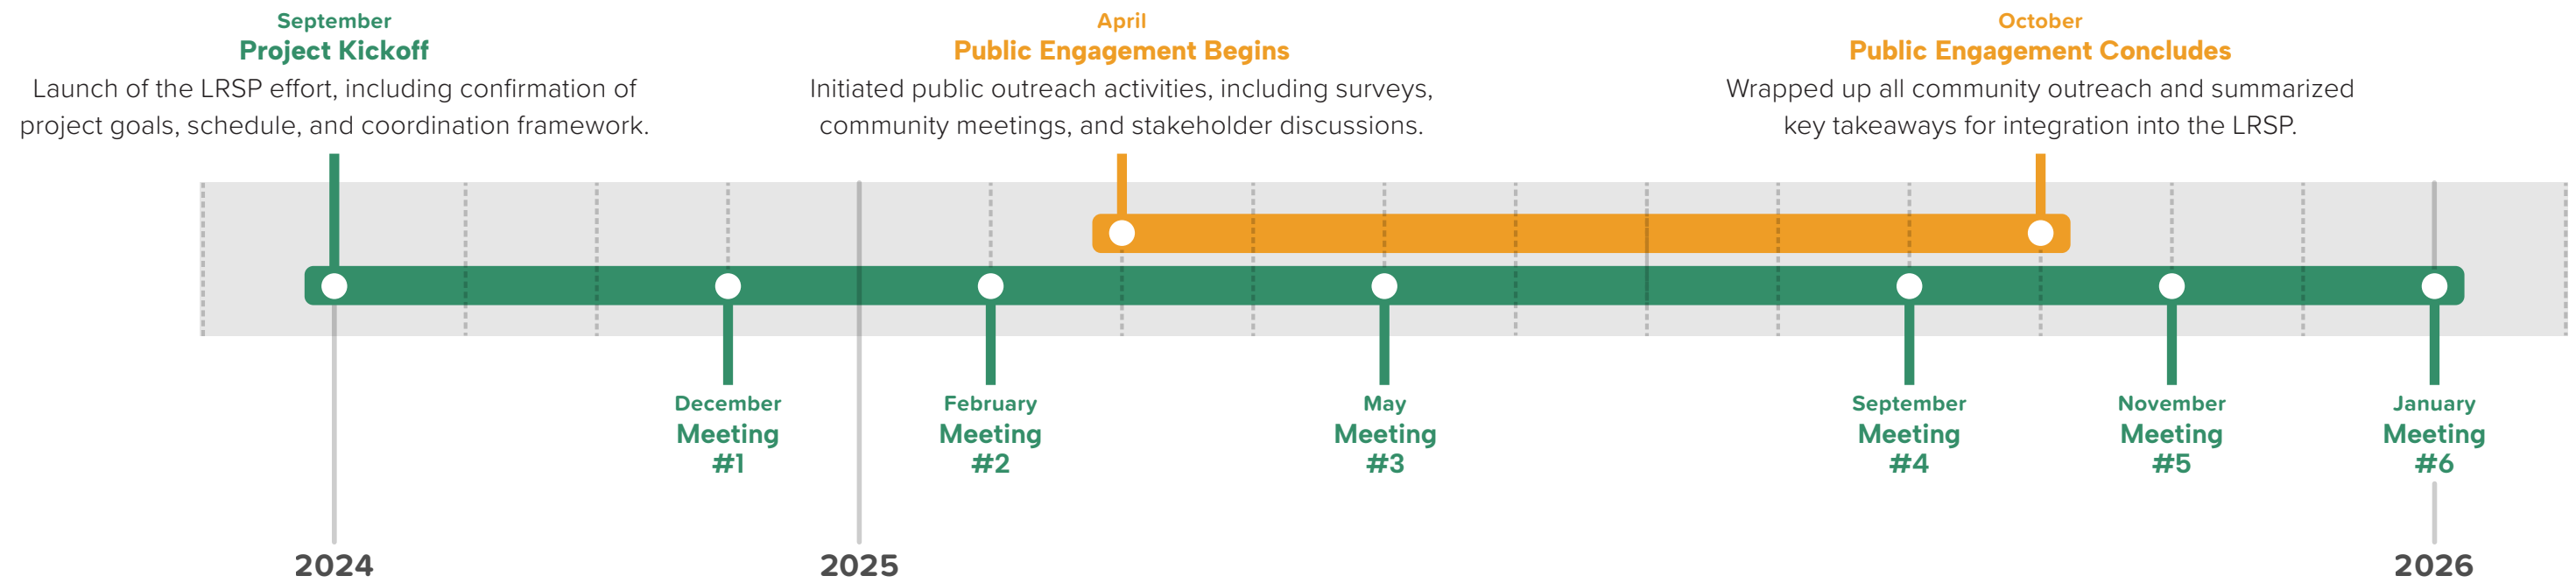 September
Project Kickoff
Launch of the LRSP effort, including confirmation of
project goals, schedule, and coordination framework.
April
Public Engagement Begins
Initiated public outreach activities, including surveys,
community meetings, and stakeholder discussions.
October
Public Engagement Concludes
Wrapped up all community outreach and summarized
key takeaways for integration into the LRSP.
December
Meeting
#1
February
Meeting
#2
May
Meeting
#3
September
Meeting
#4
November
Meeting
#5
January
Meeting
#6
2024
2025
2026